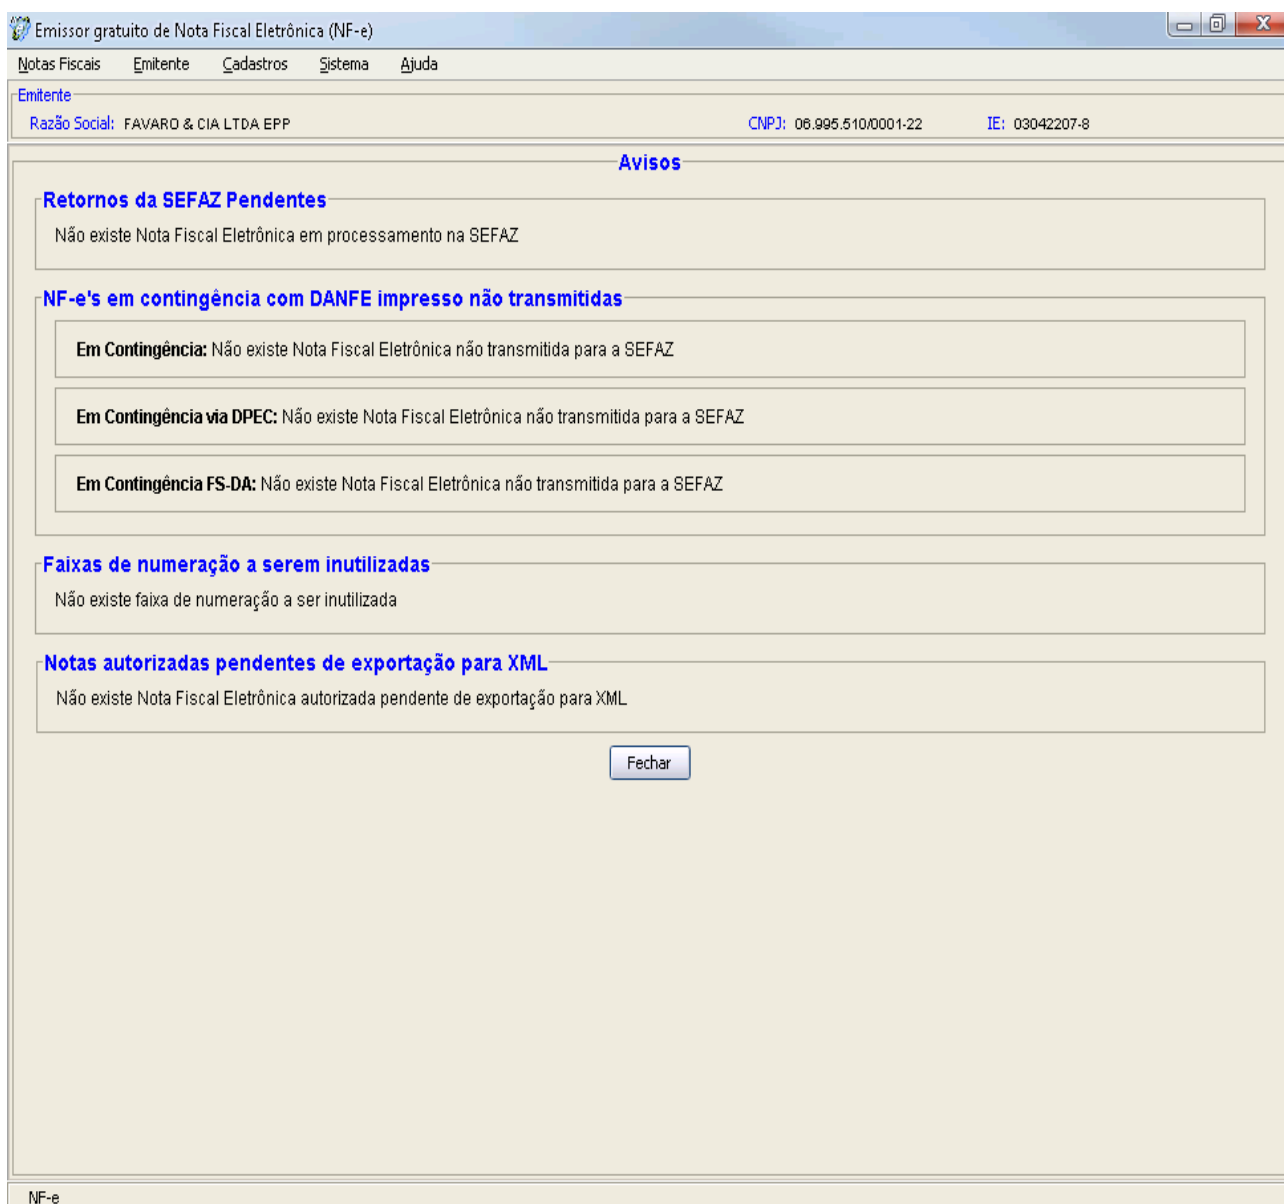 Emissor gratuito de Nota Fiscal Eletrônica (NF-e)
Notas Fiscais Emitente Cadastros Sistema Ajuda
Emitente
Razão Social: FAVARO & CIA LTDA EPP CNPJ: 06.995.510/0001-22 IE: 03042207-8
Avisos
Retornos da SEFAZ Pendentes
Não existe Nota Fiscal Eletrônica em processamento na SEFAZ
NF-e's em contingência com DANFE impresso não transmitidas
Em Contingência: Não existe Nota Fiscal Eletrônica não transmitida para a SEFAZ
Em Contingência via DPEC: Não existe Nota Fiscal Eletrônica não transmitida para a SEFAZ
Em Contingência FS-DA: Não existe Nota Fiscal Eletrônica não transmitida para a SEFAZ
Faixas de numeração a serem inutilizadas
Não existe faixa de numeração a ser inutilizada
Notas autorizadas pendentes de exportação para XML
Não existe Nota Fiscal Eletrônica autorizada pendente de exportação para XML
Fechar
NF-e